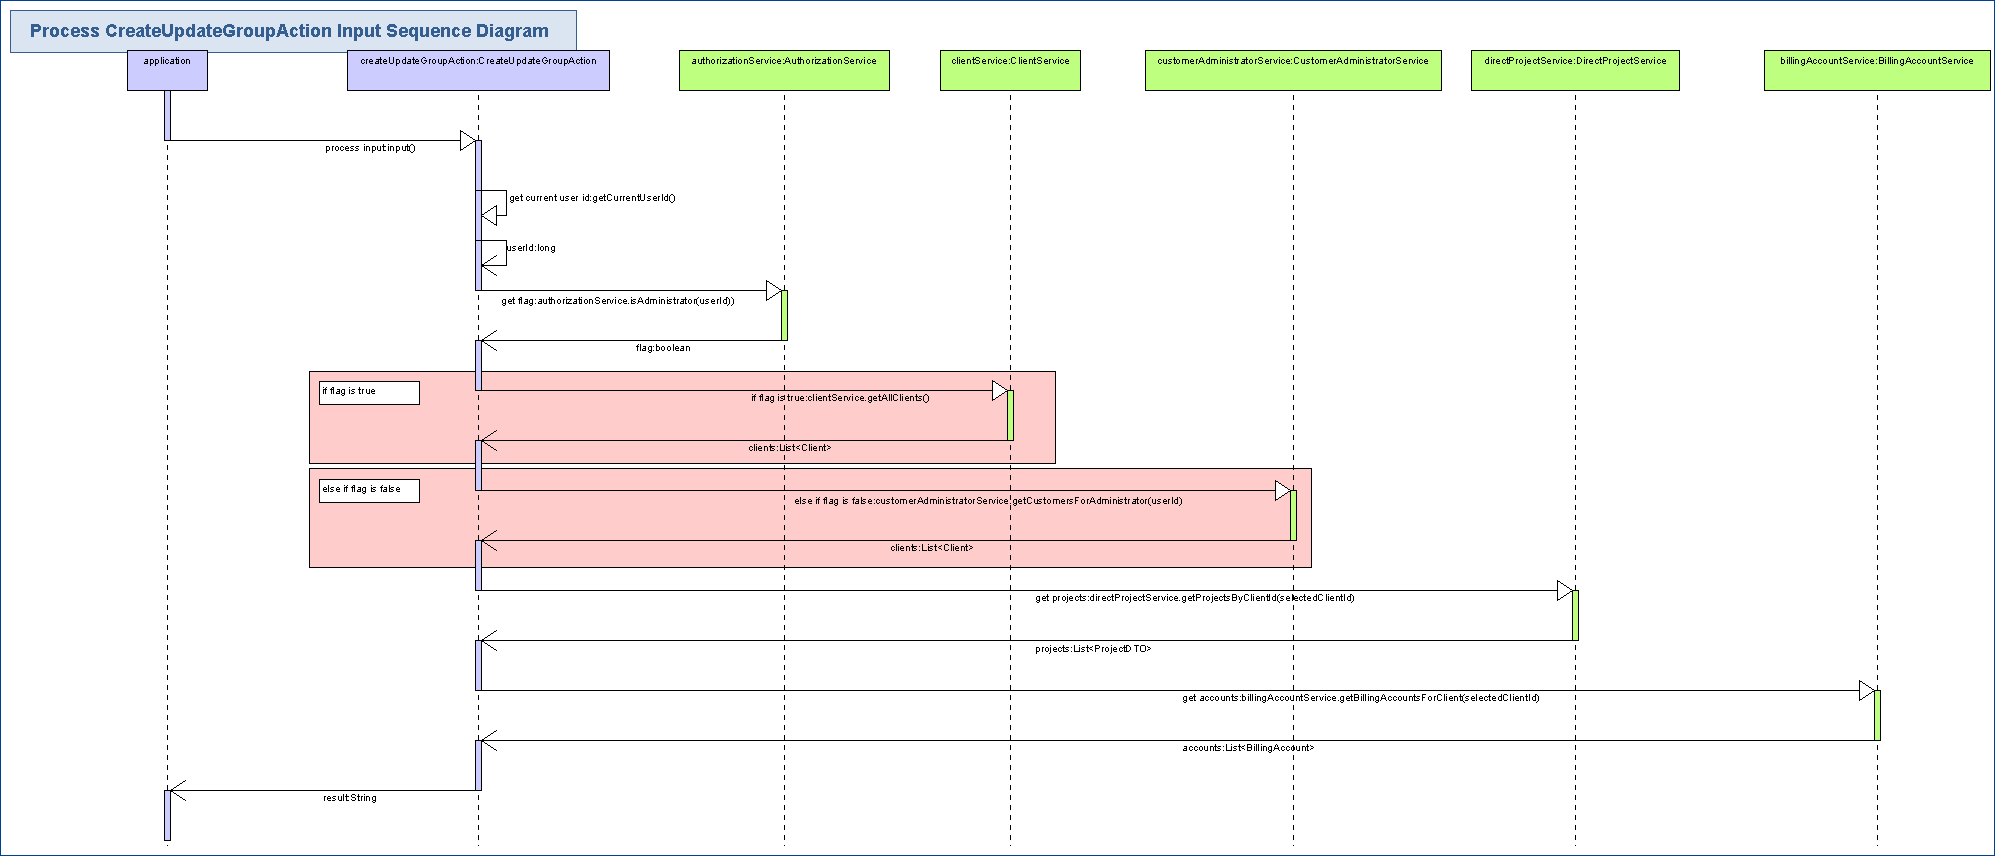 Process CreateUpdateGroupAction Input Sequence Diagram
application
createUpdateGroupAction:CreateUpdateGroupAction
authorizationService:AuthorizationService
clientService:ClientService
customerAdministratorService:CustomerAdministratorService
directProjectService:DirectProjectService
billingAccountService:BillingAccountService
process input:input()
get current user id:getCurrentUserId()
userId:long
get flag:authorizationService.isAdministrator(userId))
flag:boolean
if flag is true
if flag is true:clientService.getAllClients()
clients:List<Client>
else if flag is false
else if flag is false:customerAdministratorService.getCustomersForAdministrator(userId)
clients:List<Client>
get projects:directProjectService.getProjectsByClientId(selectedClientId)
projects:List<ProjectDTO>
get accounts:billingAccountService.getBillingAccountsForClient(selectedClientId)
accounts:List<BillingAccount>
result:String